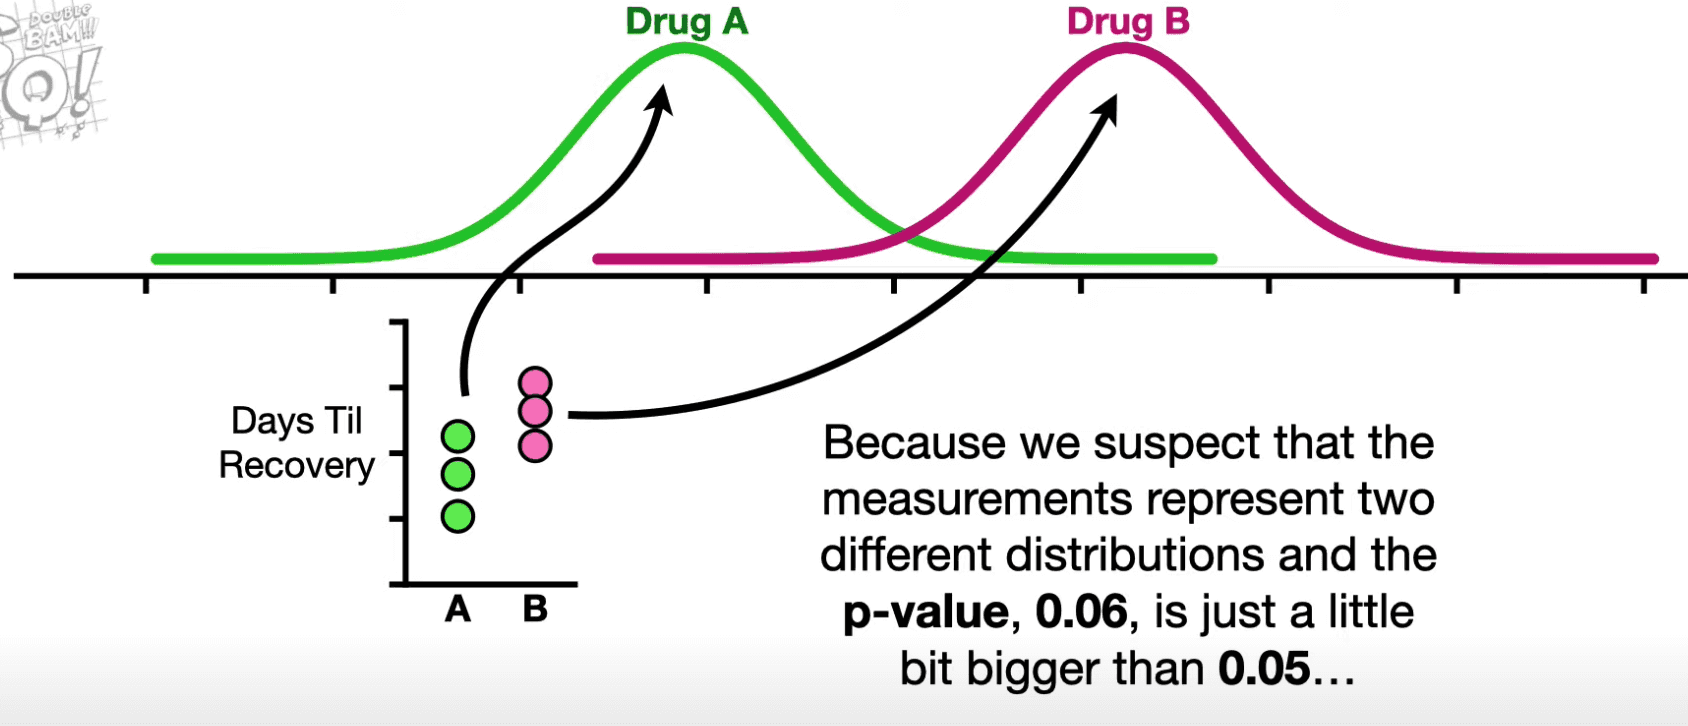 DOUBLE
BAM!!!
Q!
Drug A
Drug B
Days Til
Recovery
A
B
Because we suspect that the
measurements represent two
different distributions and the
p-value, 0.06, is just a little
bit bigger than 0.05...